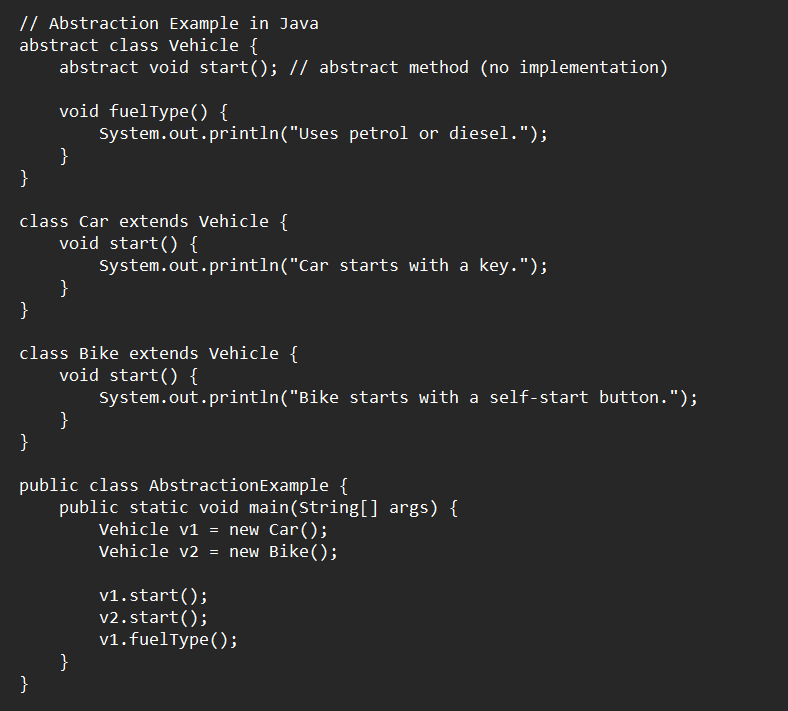 // Abstraction Example in Java
abstract class Vehicle {
    abstract void start(); // abstract method (no implementation)

    void fuelType() {
        System.out.println("Uses petrol or diesel.");
    }
}

class Car extends Vehicle {
    void start() {
        System.out.println("Car starts with a key.");
    }
}

class Bike extends Vehicle {
    void start() {
        System.out.println("Bike starts with a self-start button.");
    }
}

public class AbstractionExample {
    public static void main(String[] args) {
        Vehicle v1 = new Car();
        Vehicle v2 = new Bike();

        v1.start();
        v2.start();
        v1.fuelType();
    }
}